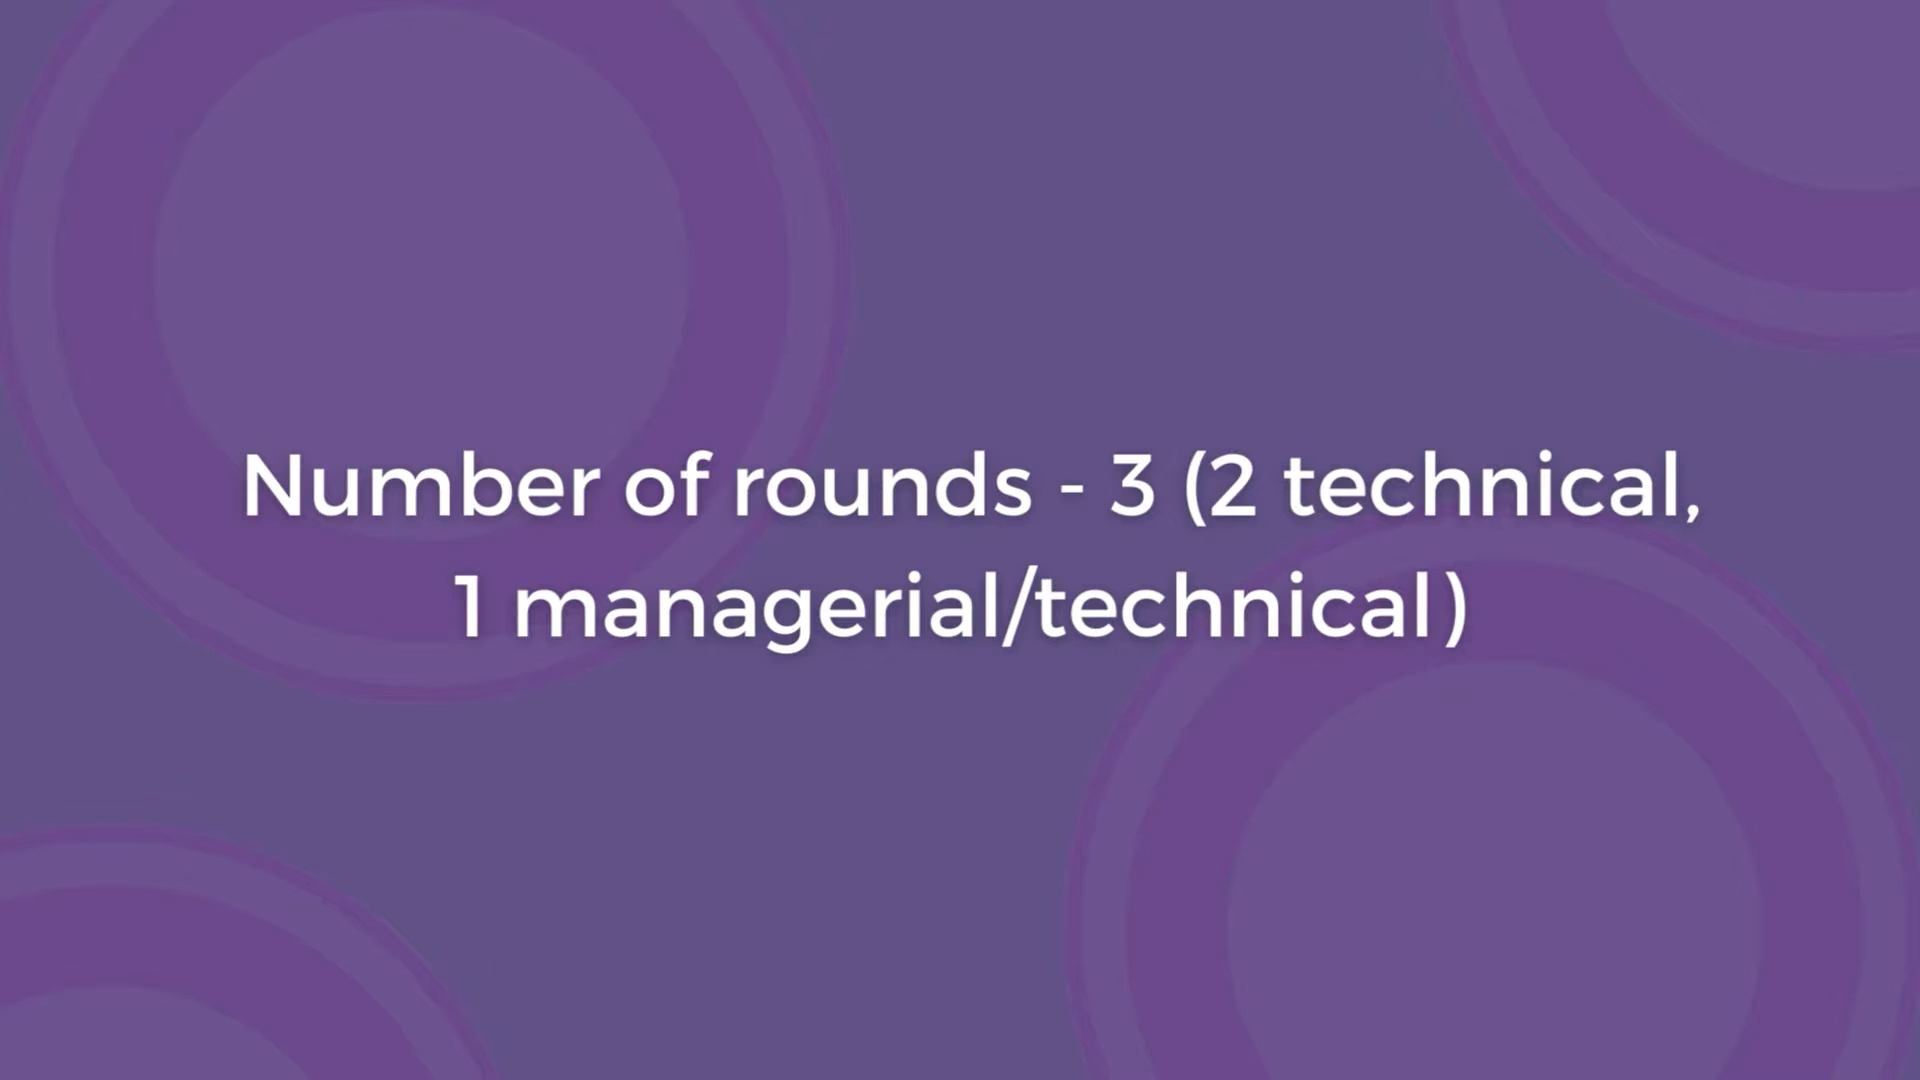 Number of rounds - 3 (2 technical,
1 managerial/technical)